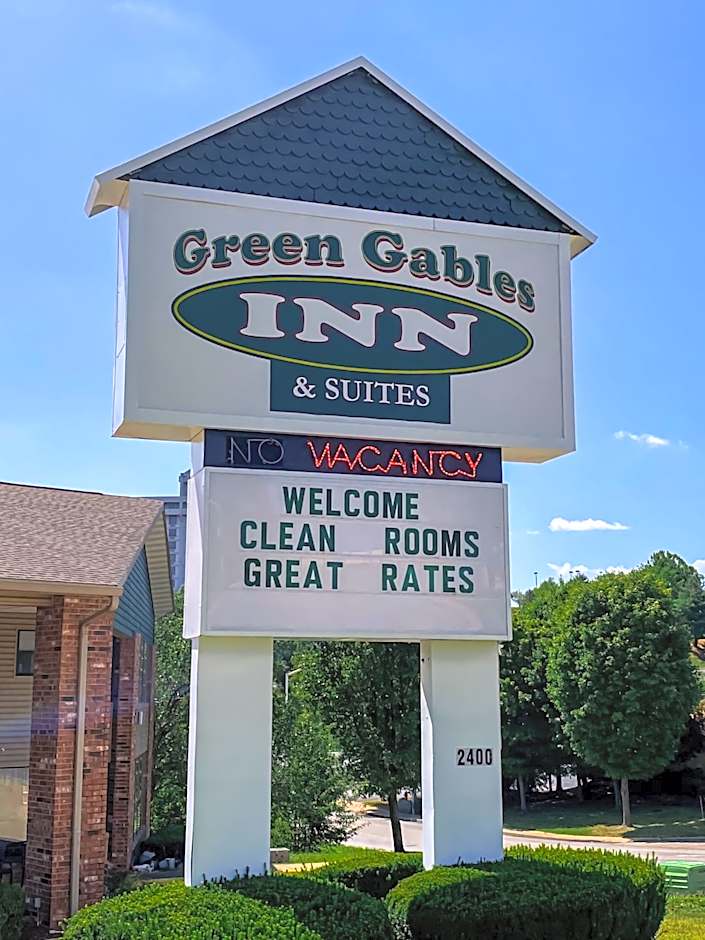 Green Gables
INN
& SUITES
NO VACANCY
WELCOME
CLEAN ROOMS
GREAT RATES
2400